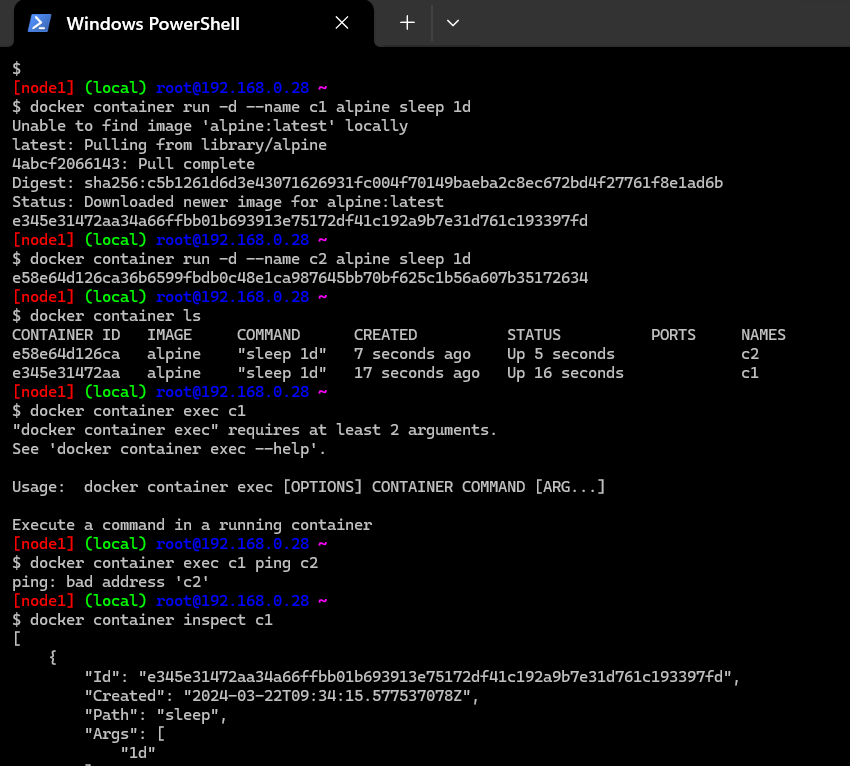 Windows PowerShell
$
[node1] (local) root@192.168.0.28 ~
$ docker container run -d --name c1 alpine sleep 1d
Unable to find image 'alpine:latest' locally
latest: Pulling from library/alpine
4abcf2066143: Pull complete
Digest: sha256:c5b1261d6d3e43071626931fc004f70149baeba2c8ec672bd4f27761f8e1ad6b
Status: Downloaded newer image for alpine:latest
e345e31472aa34a66ffbb01b693913e75172df41c192a9b7e31d761c193397fd
[node1] (local) root@192.168.0.28 ~
$ docker container run -d --name c2 alpine sleep 1d
e58e64d126ca36b6599fbdb0c48e1ca987645bb70bf625c1b56a607b35172634
[node1] (local) root@192.168.0.28 ~
$ docker container ls
CONTAINER ID   IMAGE     COMMAND      CREATED          STATUS          PORTS     NAMES
e58e64d126ca   alpine    "sleep 1d"   7 seconds ago    Up 5 seconds              c2
e345e31472aa   alpine    "sleep 1d"   17 seconds ago   Up 16 seconds             c1
[node1] (local) root@192.168.0.28 ~
$ docker container exec c1
"docker container exec" requires at least 2 arguments.
See 'docker container exec --help'.
Usage:  docker container exec [OPTIONS] CONTAINER COMMAND [ARG...]
Execute a command in a running container
[node1] (local) root@192.168.0.28 ~
$ docker container exec c1 ping c2
ping: bad address 'c2'
[node1] (local) root@192.168.0.28 ~
$ docker container inspect c1
[
    {
        "Id": "e345e31472aa34a66ffbb01b693913e75172df41c192a9b7e31d761c193397fd",
        "Created": "2024-03-22T09:34:15.577537078Z",
        "Path": "sleep",
        "Args": [
            "1d"